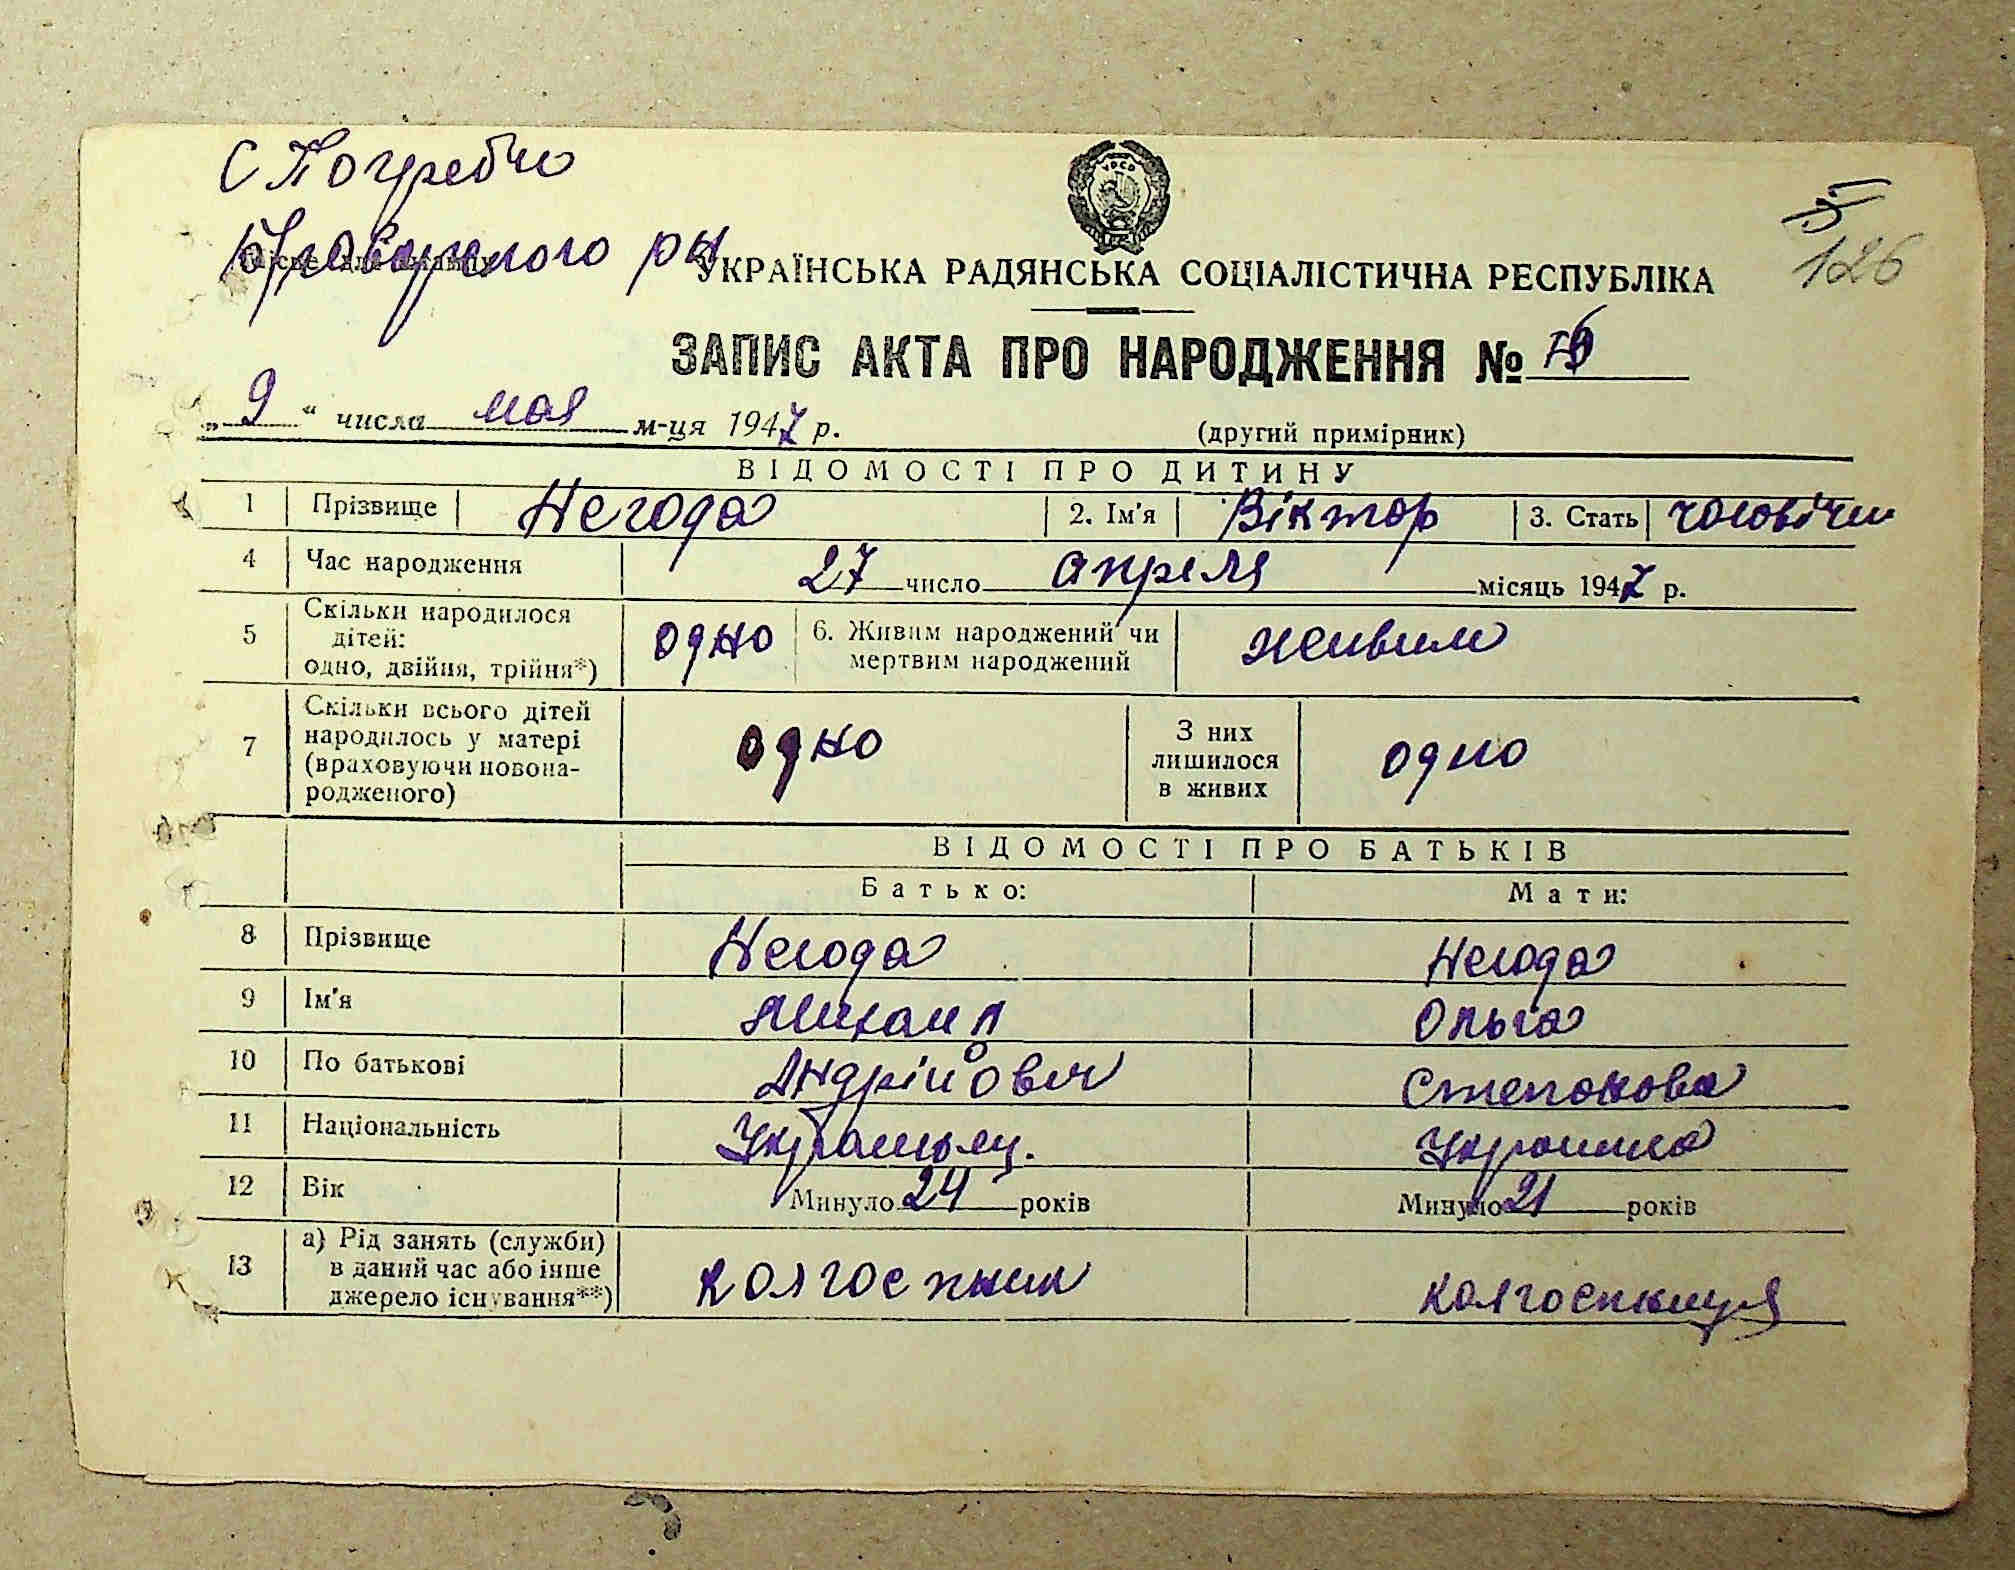 С Погребы
Броварского рн
УРСР
УКРАЇНСЬКА РАДЯНСЬКА СОЦІАЛІСТИЧНА РЕСПУБЛІКА
126
ЗАПИС АКТА ПРО НАРОДЖЕННЯ №
„ 9 “ числа мая м-ця 1947 р.
(другий примірник)
ВІДОМОСТІ ПРО ДИТИНУ
1 Прізвище Негода 2. Ім'я Віктор 3. Стать чоловічи
4 Час народження 27 число апреля місяць 1947 р.
5 Скільки народилося дітей: одно, двійня, трійня*) одно 6. Живим народжений чи мертвим народжений живим
7 Скільки всього дітей народилось у матері (враховуючи новонародженого) одно З них лишилося в живих одно
ВІДОМОСТІ ПРО БАТЬКІВ
Батько: Мати:
8 Прізвище Негода Негода
9 Ім'я Михаил Ольга
10 По батькові Андрійович Степановна
11 Національність Украинец. Украинка
12 Вік Минуло 24 років Минуло 21 років
13 а) Рід занять (служби) в даний час або інше джерело існування**) колгоспник колгоспниця